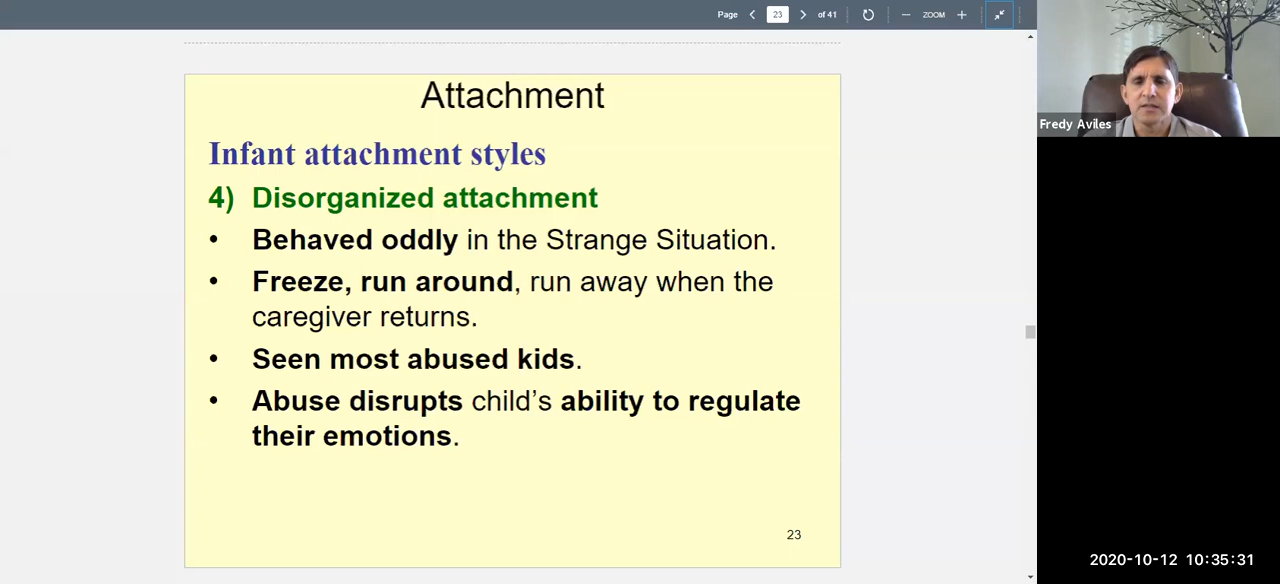 Page 23 of 41 ZOOM
Attachment
Infant attachment styles
4) Disorganized attachment
• Behaved oddly in the Strange Situation.
• Freeze, run around, run away when the
caregiver returns.
• Seen most abused kids.
• Abuse disrupts child’s ability to regulate
their emotions.
23
Fredy Aviles
2020-10-12 10:35:31